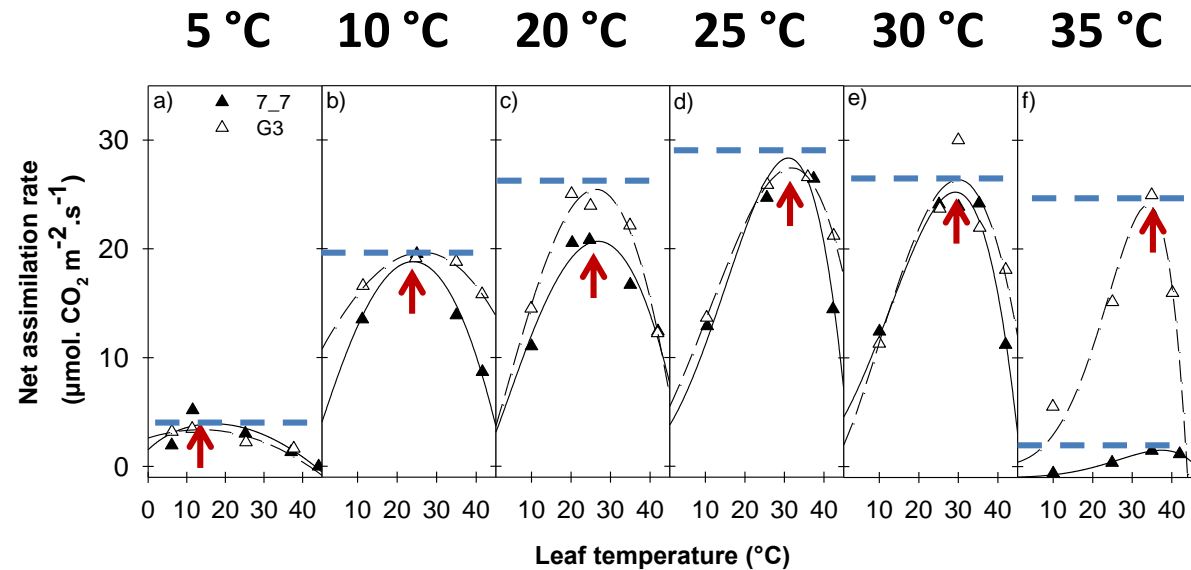 5 °C 10 °C 20 °C 25 °C 30 °C 35 °C
a) b) c) d) e) f)
▲ 7_7
△ G3
Net assimilation rate
(µmol. CO₂ m⁻².s⁻¹)
30
20
10
0
0 10 20 30 40 10 20 30 40 10 20 30 40 10 20 30 40 10 20 30 40 10 20 30 40
Leaf temperature (°C)